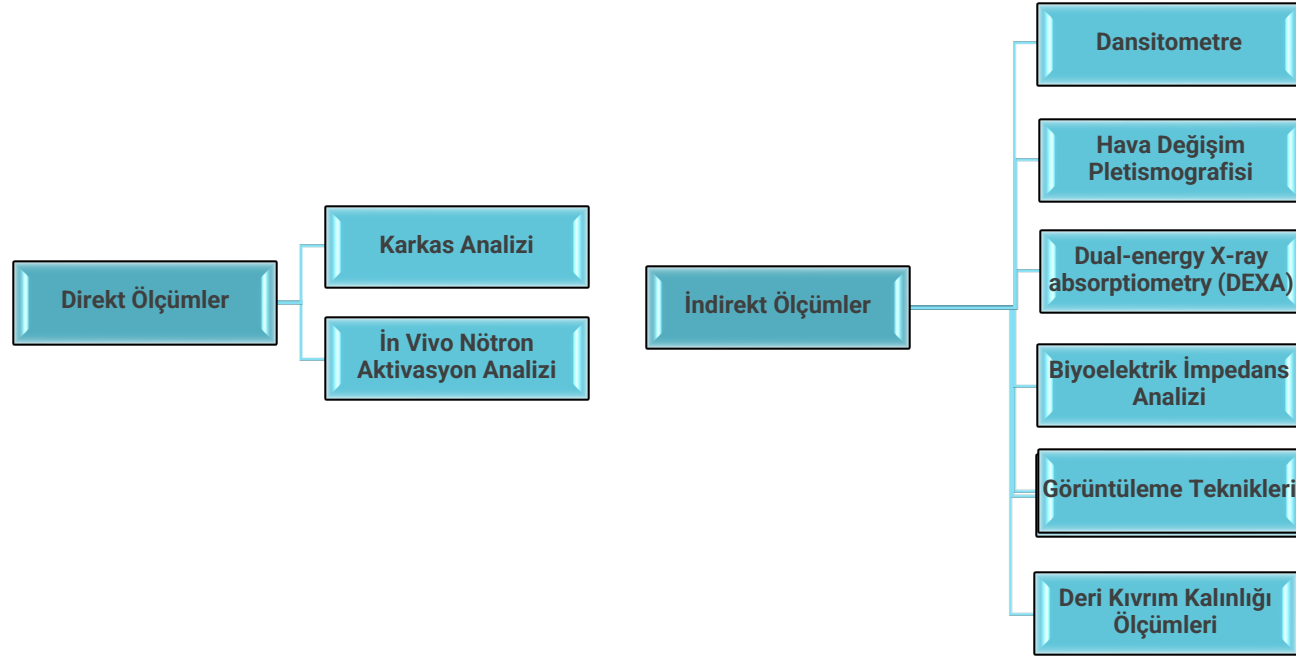 Direkt Ölçümler
Karkas Analizi
İn Vivo Nötron
Aktivasyon Analizi
İndirekt Ölçümler
Dansitometre
Hava Değişim
Pletismografisi
Dual-energy X-ray
absorptiometry (DEXA)
Biyoelektrik İmpedans
Analizi
Görüntüleme Teknikleri
Deri Kıvrım Kalınlığı
Ölçümleri